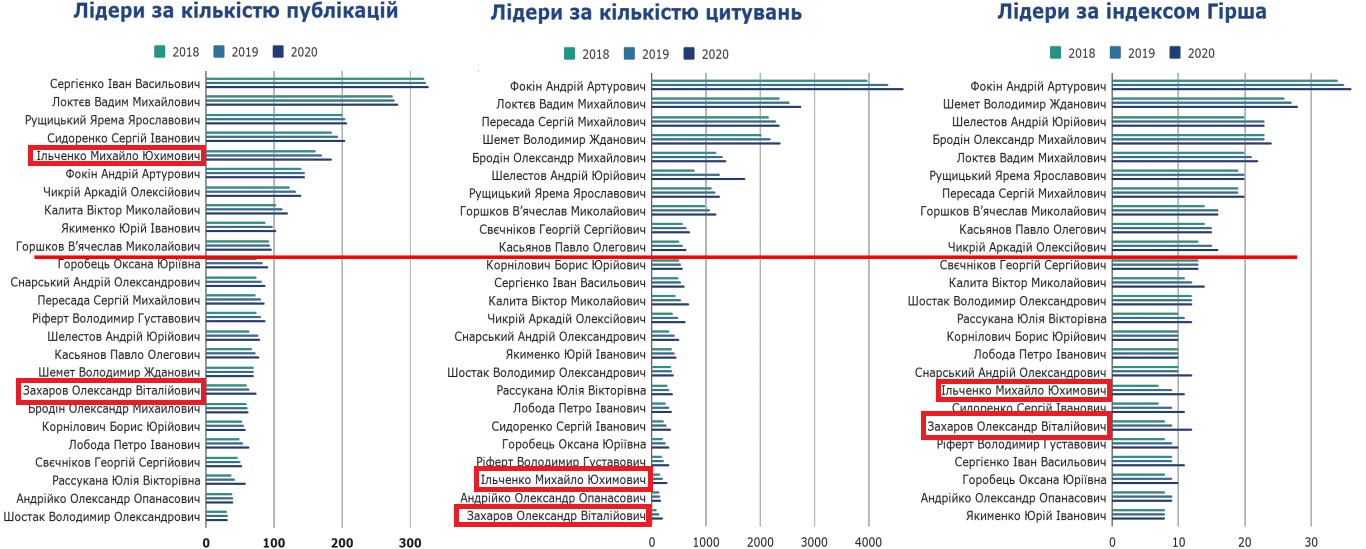 Лідери за кількістю публікацій
2018 2019 2020
Сергієнко Іван Васильович
Локтєв Вадим Михайлович
Рущицький Ярема Ярославович
Сидоренко Сергій Іванович
Ільченко Михайло Юхимович
Фокін Андрій Артурович
Чикрій Аркадій Олексійович
Калита Віктор Миколайович
Якименко Юрій Іванович
Горшков В’ячеслав Миколайович
Горобець Оксана Юріївна
Снарський Андрій Олександрович
Пересада Сергій Михайлович
Ріферт Володимир Густавович
Шелестов Андрій Юрійович
Касьянов Павло Олегович
Шемет Володимир Жданович
Захаров Олександр Віталійович
Бродін Олександр Михайлович
Корнілович Борис Юрійович
Лобода Петро Іванович
Свєчніков Георгій Сергійович
Рассукана Юлія Вікторівна
Андрійко Олександр Опанасович
Шостак Володимир Олександрович
0 100 200 300
Лідери за кількістю цитувань
2018 2019 2020
Фокін Андрій Артурович
Локтєв Вадим Михайлович
Пересада Сергій Михайлович
Шемет Володимир Жданович
Бродін Олександр Михайлович
Шелестов Андрій Юрійович
Рущицький Ярема Ярославович
Горшков В’ячеслав Миколайович
Свєчніков Георгій Сергійович
Касьянов Павло Олегович
Корнілович Борис Юрійович
Сергієнко Іван Васильович
Калита Віктор Миколайович
Чикрій Аркадій Олексійович
Снарський Андрій Олександрович
Якименко Юрій Іванович
Шостак Володимир Олександрович
Рассукана Юлія Вікторівна
Лобода Петро Іванович
Сидоренко Сергій Іванович
Горобець Оксана Юріївна
Ріферт Володимир Густавович
Ільченко Михайло Юхимович
Андрійко Олександр Опанасович
Захаров Олександр Віталійович
0 1000 2000 3000 4000
Лідери за індексом Гірша
2018 2019 2020
Фокін Андрій Артурович
Шемет Володимир Жданович
Шелестов Андрій Юрійович
Бродін Олександр Михайлович
Локтєв Вадим Михайлович
Рущицький Ярема Ярославович
Пересада Сергій Михайлович
Горшков В’ячеслав Миколайович
Касьянов Павло Олегович
Чикрій Аркадій Олексійович
Свєчніков Георгій Сергійович
Калита Віктор Миколайович
Шостак Володимир Олександрович
Рассукана Юлія Вікторівна
Корнілович Борис Юрійович
Лобода Петро Іванович
Снарський Андрій Олександрович
Ільченко Михайло Юхимович
Сидоренко Сергій Іванович
Захаров Олександр Віталійович
Ріферт Володимир Густавович
Сергієнко Іван Васильович
Горобець Оксана Юріївна
Андрійко Олександр Опанасович
Якименко Юрій Іванович
0 10 20 30